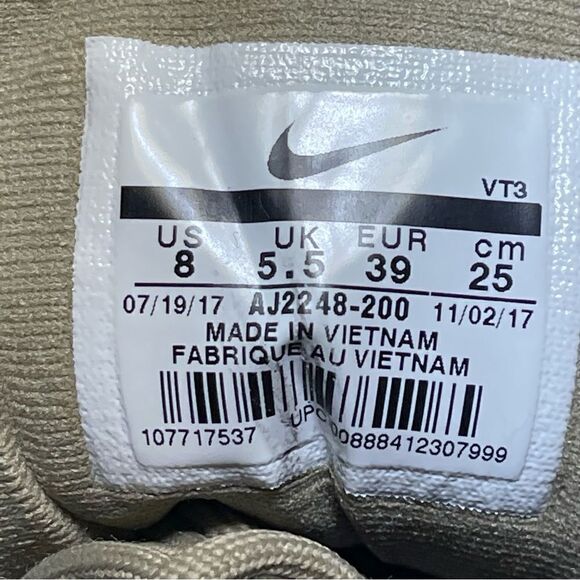 VT3
US UK EUR cm
8 5.5 39 25
07/19/17 AJ2248-200 11/02/17
MADE IN VIETNAM
FABRIQUE AU VIETNAM
107717537 UPC 00888412307999